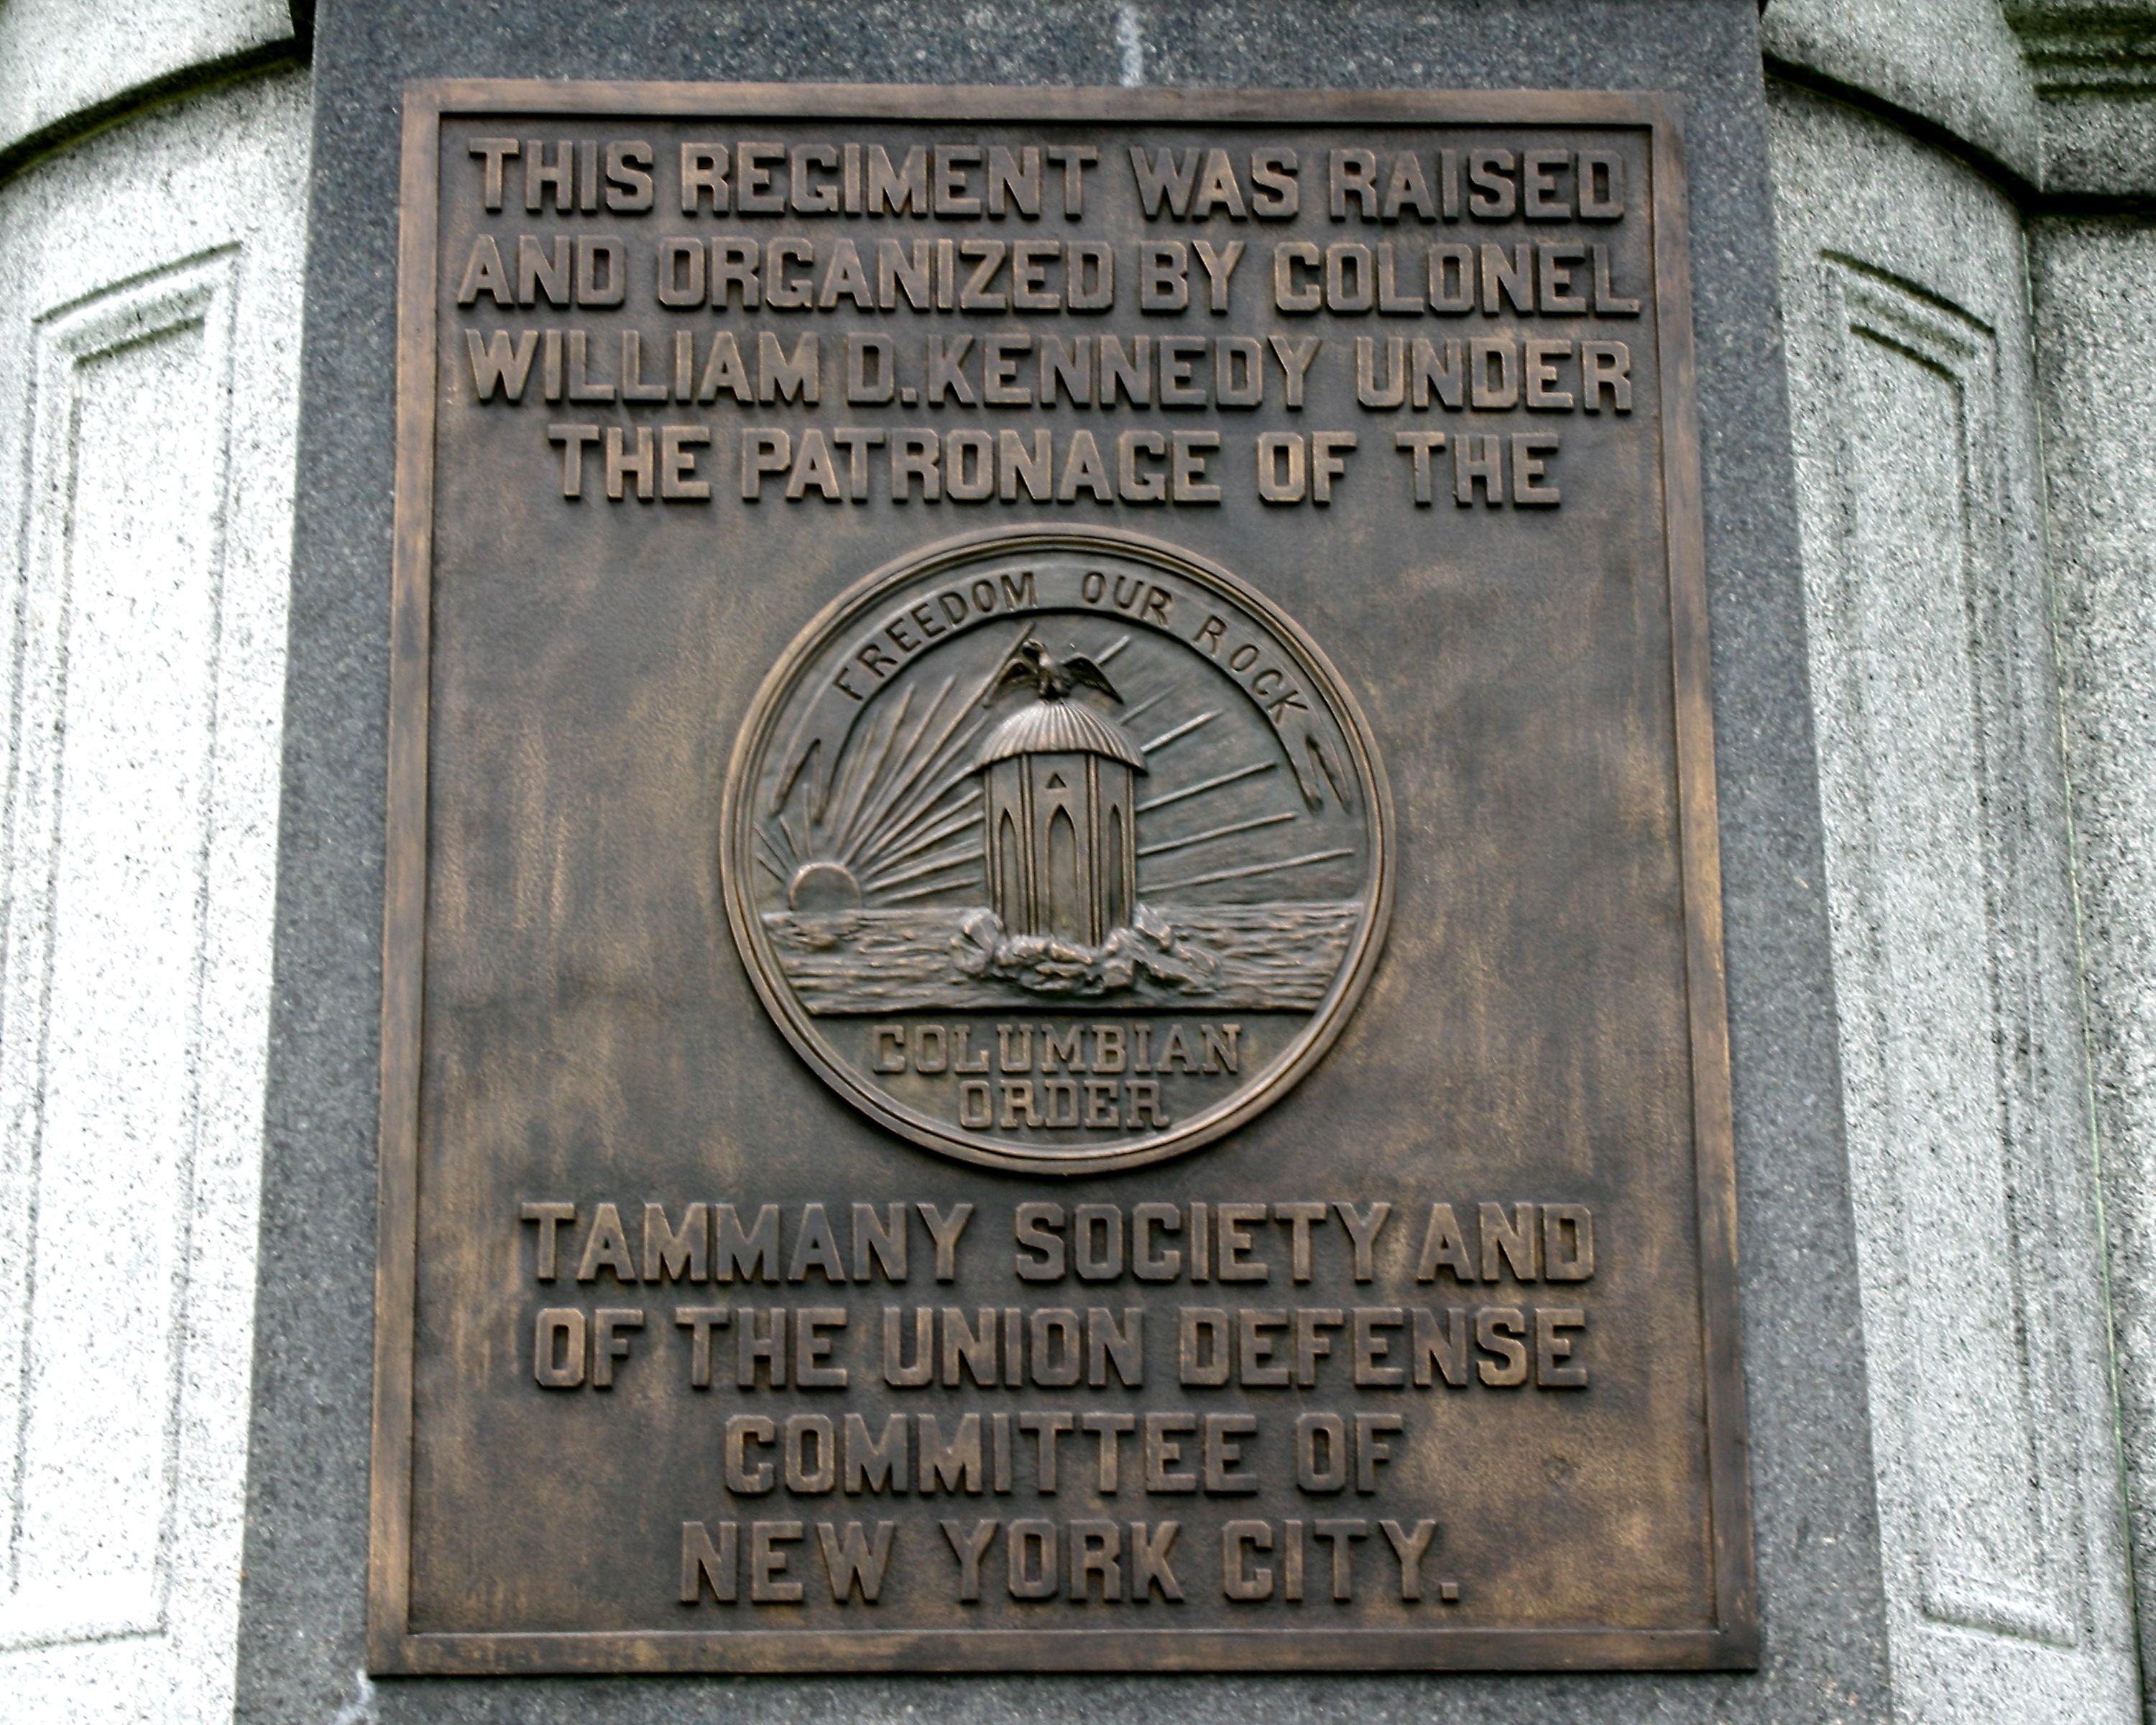 THIS REGIMENT WAS RAISED
AND ORGANIZED BY COLONEL
WILLIAM D. KENNEDY UNDER
THE PATRONAGE OF THE
FREEDOM OUR ROCK
COLUMBIAN
ORDER
TAMMANY SOCIETY AND
OF THE UNION DEFENSE
COMMITTEE OF
NEW YORK CITY.